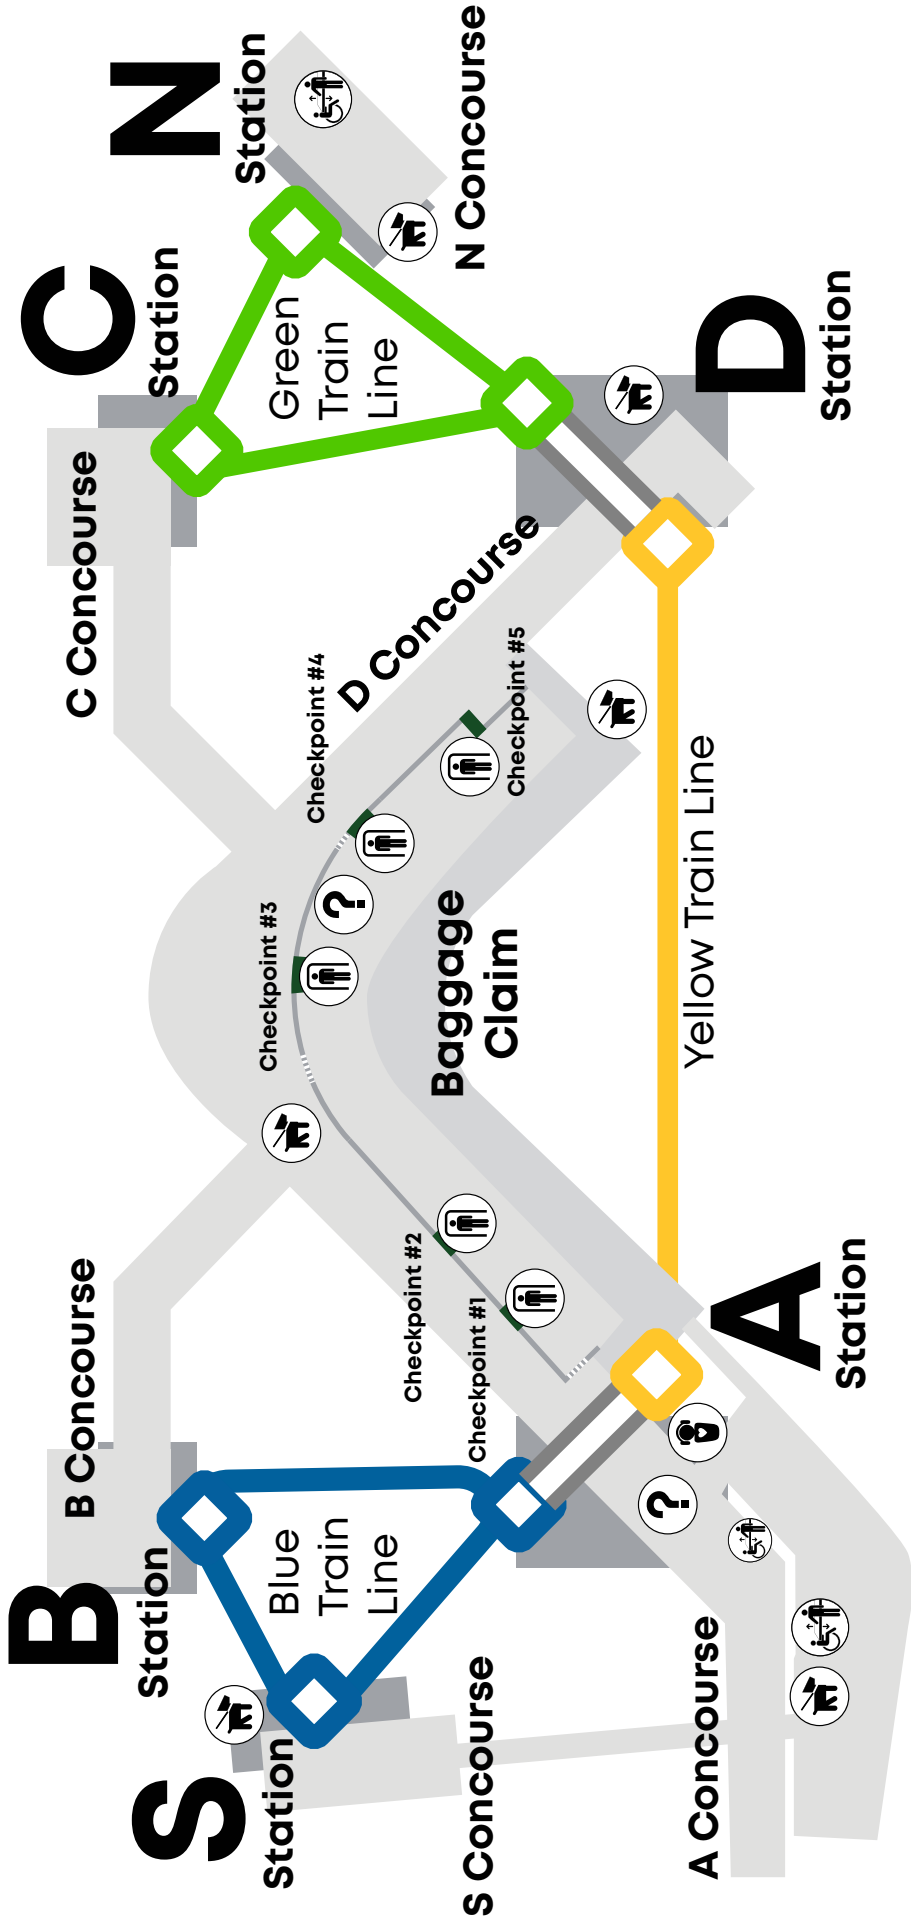 N
Station
N Concourse
C
Station
C Concourse
Green
Train
Line
D
Station
D Concourse
Checkpoint #5
Checkpoint #4
Checkpoint #3
?
Baggage
Claim
Yellow Train Line
Checkpoint #2
Checkpoint #1
A
Station
?
A Concourse
B Concourse
B
Station
Blue
Train
Line
S
Station
S Concourse